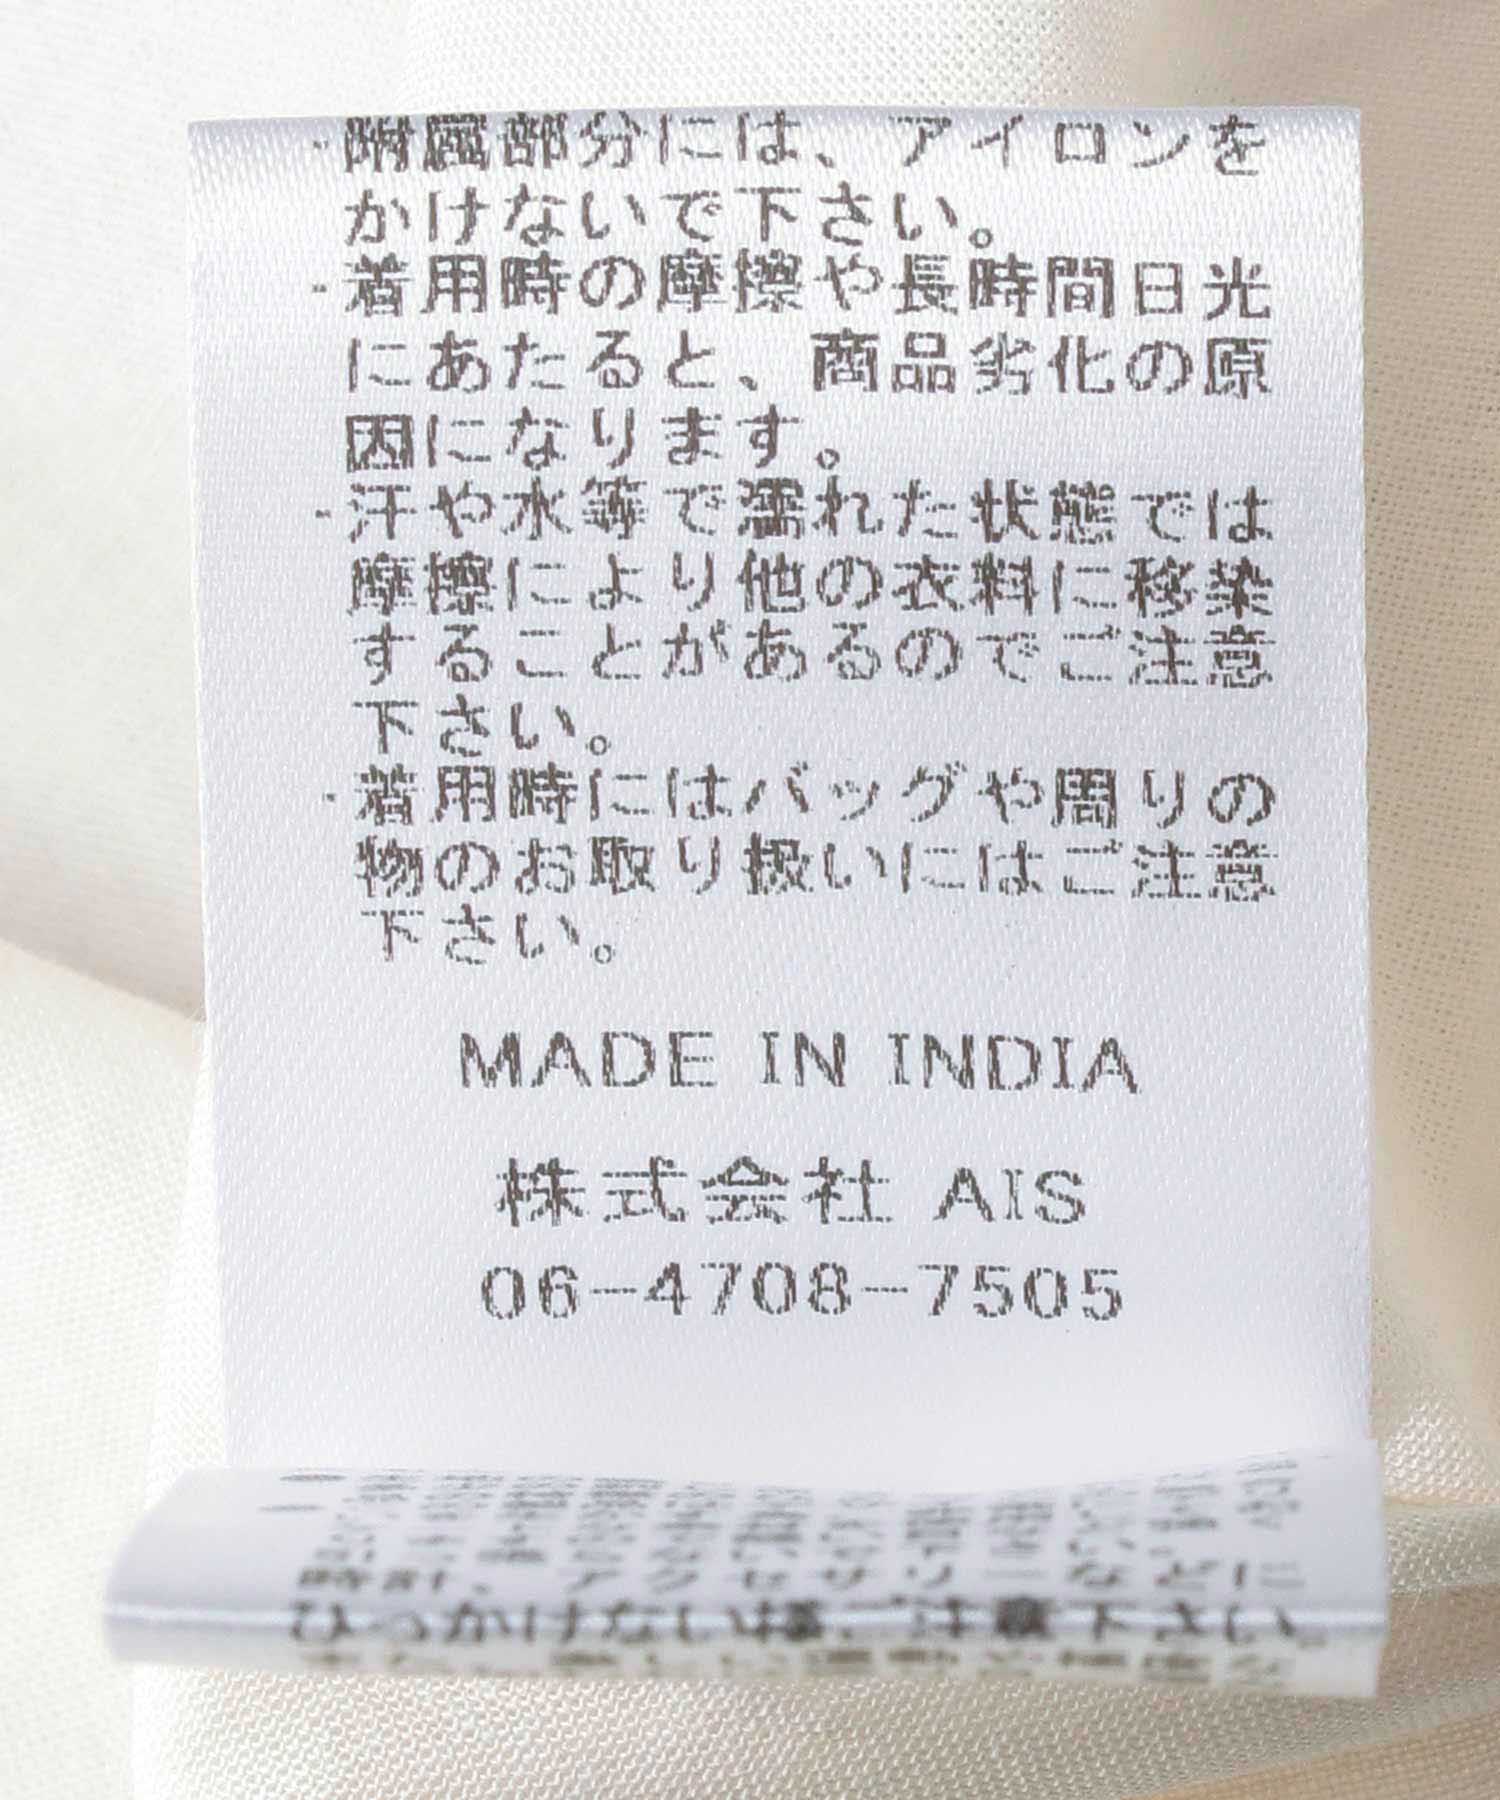 ・附属部分には、アイロンを
かけないで下さい。
・着用時の摩擦や長時間日光
にあたると、商品劣化の原
因になります。
・汗や水等で濡れた状態では
摩擦により他の衣料に移染
することがあるのでご注意
下さい。
・着用時にはバッグや周りの
物のお取り扱いにはご注意
下さい。
MADE IN INDIA
株式会社 AIS
06-4708-7505
時計、アクセサリーなどに
ひっかけない様、ご注意下さい。